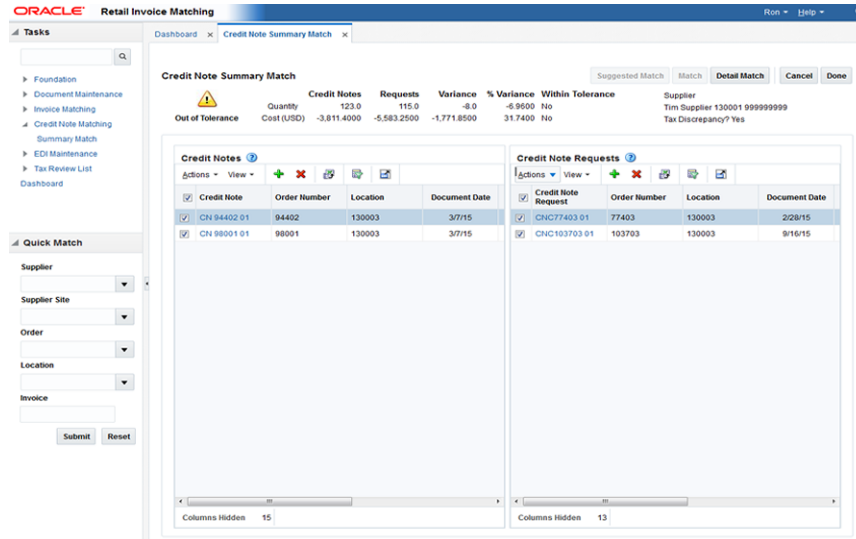 ORACLE Retail Invoice Matching
Ron Help
Tasks
Foundation
Document Maintenance
Invoice Matching
Credit Note Matching
Summary Match
EDI Maintenance
Tax Review List
Dashboard
Quick Match
Supplier
Supplier Site
Order
Location
Invoice
Submit Reset
Dashboard × Credit Note Summary Match ×
Credit Note Summary Match
Suggested Match Match Detail Match Cancel Done
Credit Notes Requests Variance % Variance Within Tolerance
Quantity 123.0 115.0 -8.0 -6.9600 No
Out of Tolerance Cost (USD) -3,811.4000 -5,583.2500 -1,771.8500 31.7400 No
Supplier
Tim Supplier 130001 999999999
Tax Discrepancy? Yes
Credit Notes
Actions View
Credit Note Order Number Location Document Date
CN 94402 01 94402 130003 3/7/15
CN 98001 01 98001 130003 3/7/15
Columns Hidden 15
Credit Note Requests
Actions View
Credit Note Request Order Number Location Document Date
CNC77403 01 77403 130003 2/28/15
CNC103703 01 103703 130003 9/16/15
Columns Hidden 13